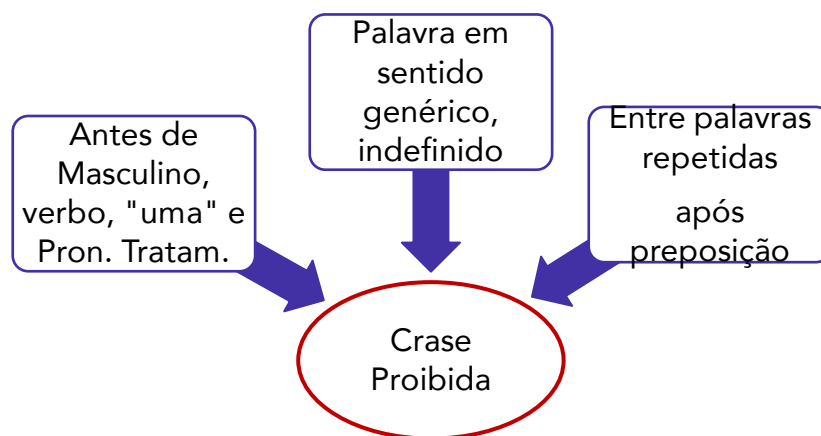 Antes de
Masculino,
verbo, "uma" e
Pron. Tratam.
Palavra em
sentido
genérico,
indefinido
Entre palavras
repetidas
após
preposição
Crase
Proibida